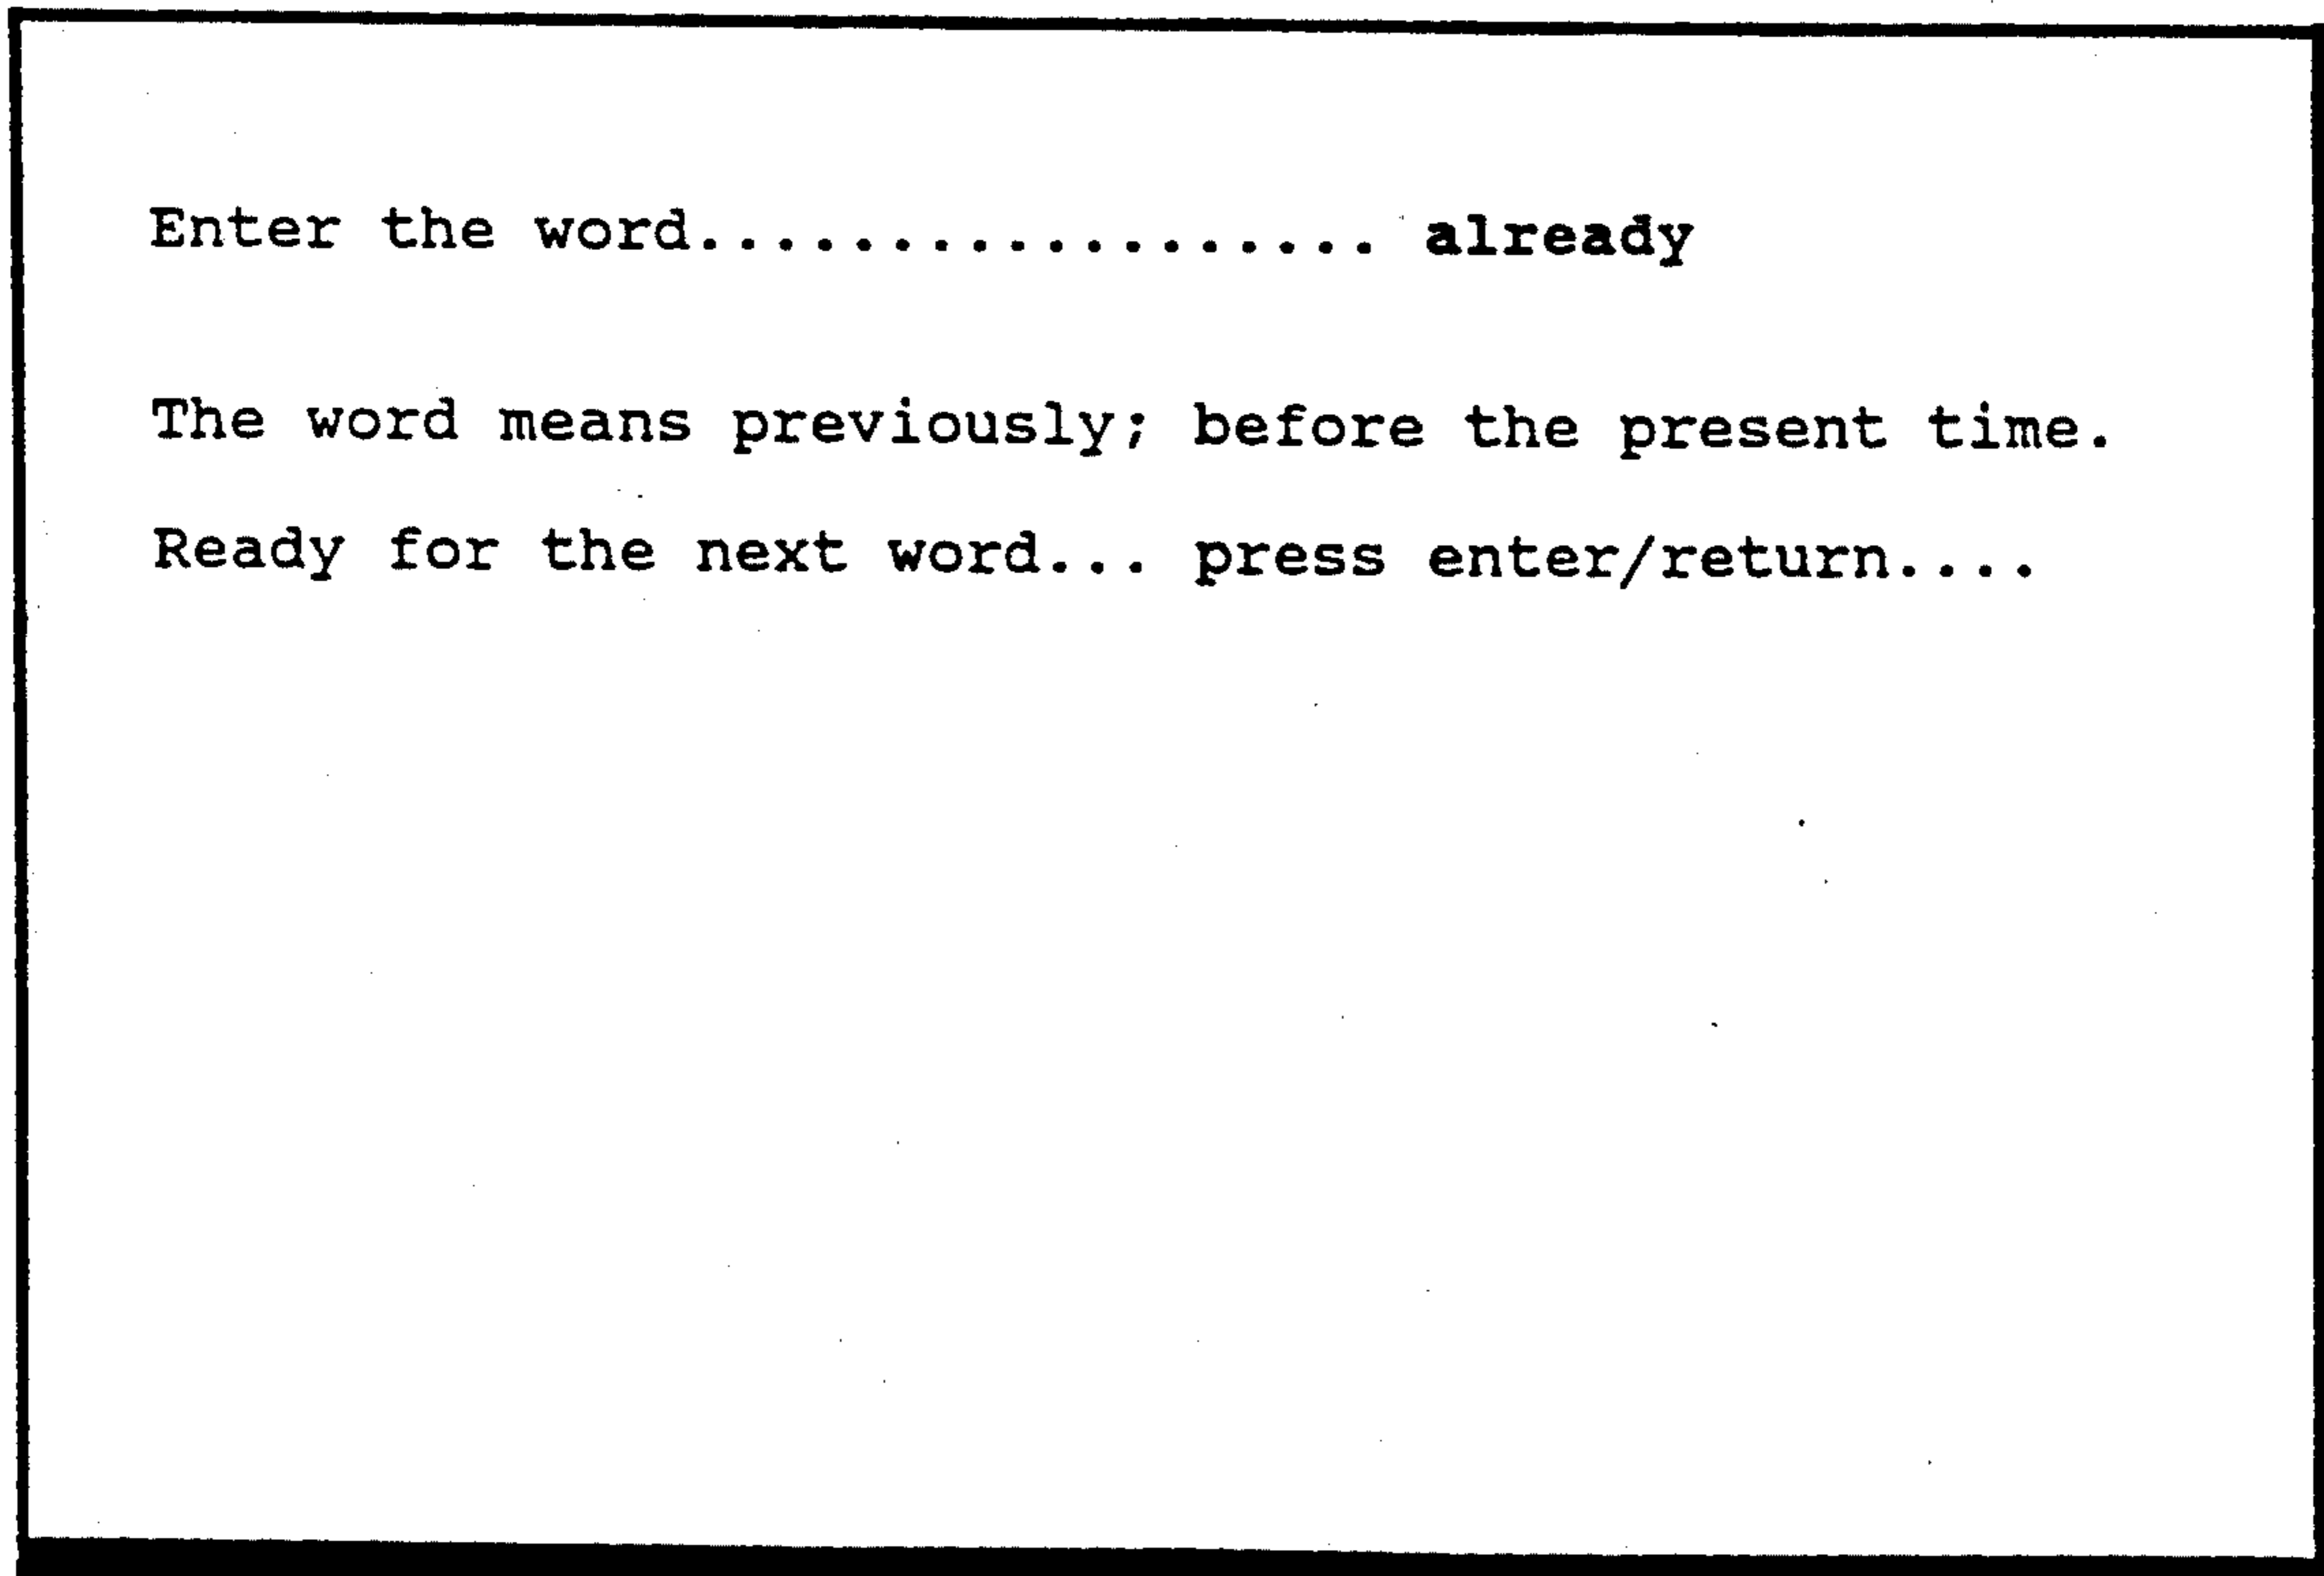 Enter the word.................. already
The word means previously; before the present time.
Ready for the next word... press enter/return....